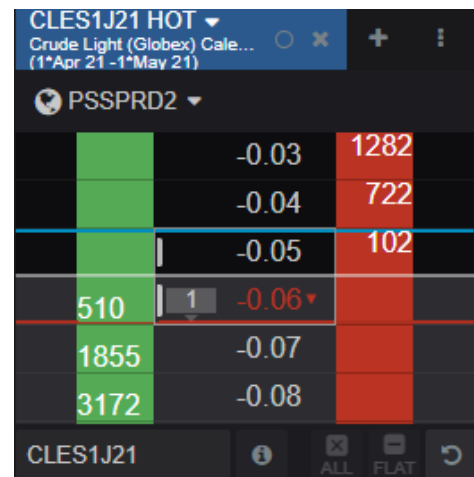 CLES1J21 HOT
Crude Light (Globex) Cale...
(1*Apr 21 -1*May 21)
PSSPRD2
-0.03 1282
-0.04 722
-0.05 102
510 1 -0.06
1855 -0.07
3172 -0.08
CLES1J21 ALL FLAT